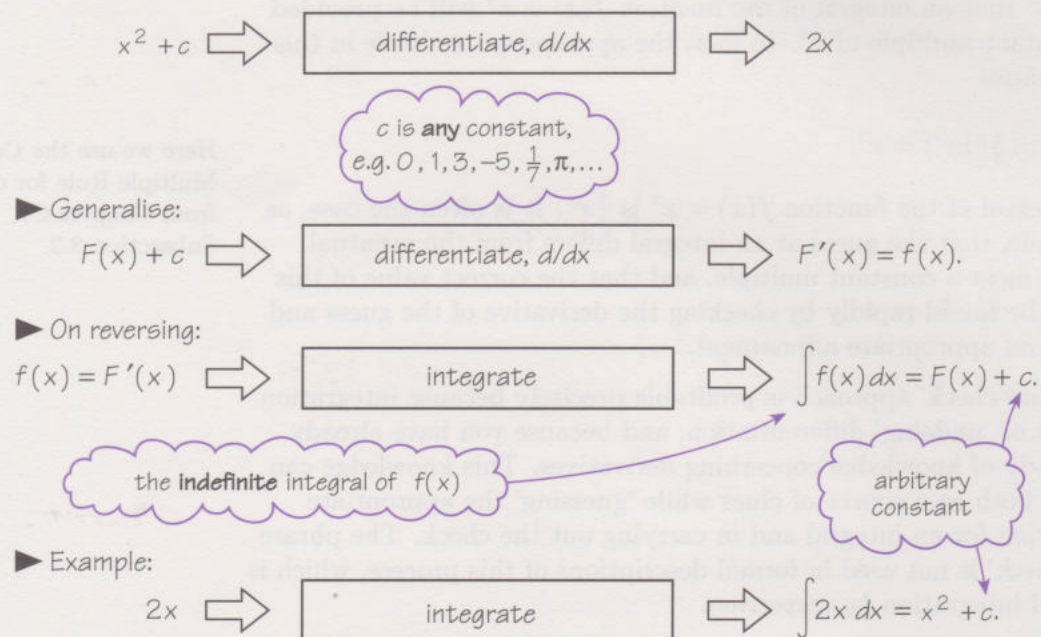 x² + c differentiate, d/dx 2x
c is any constant,
e.g. 0, 1, 3, −5, 1/7, π, ...
▶ Generalise:
F(x) + c differentiate, d/dx F′(x) = f(x).
▶ On reversing:
f(x) = F′(x) integrate ∫ f(x) dx = F(x) + c.
the indefinite integral of f(x)
arbitrary
constant
▶ Example:
2x integrate ∫ 2x dx = x² + c.